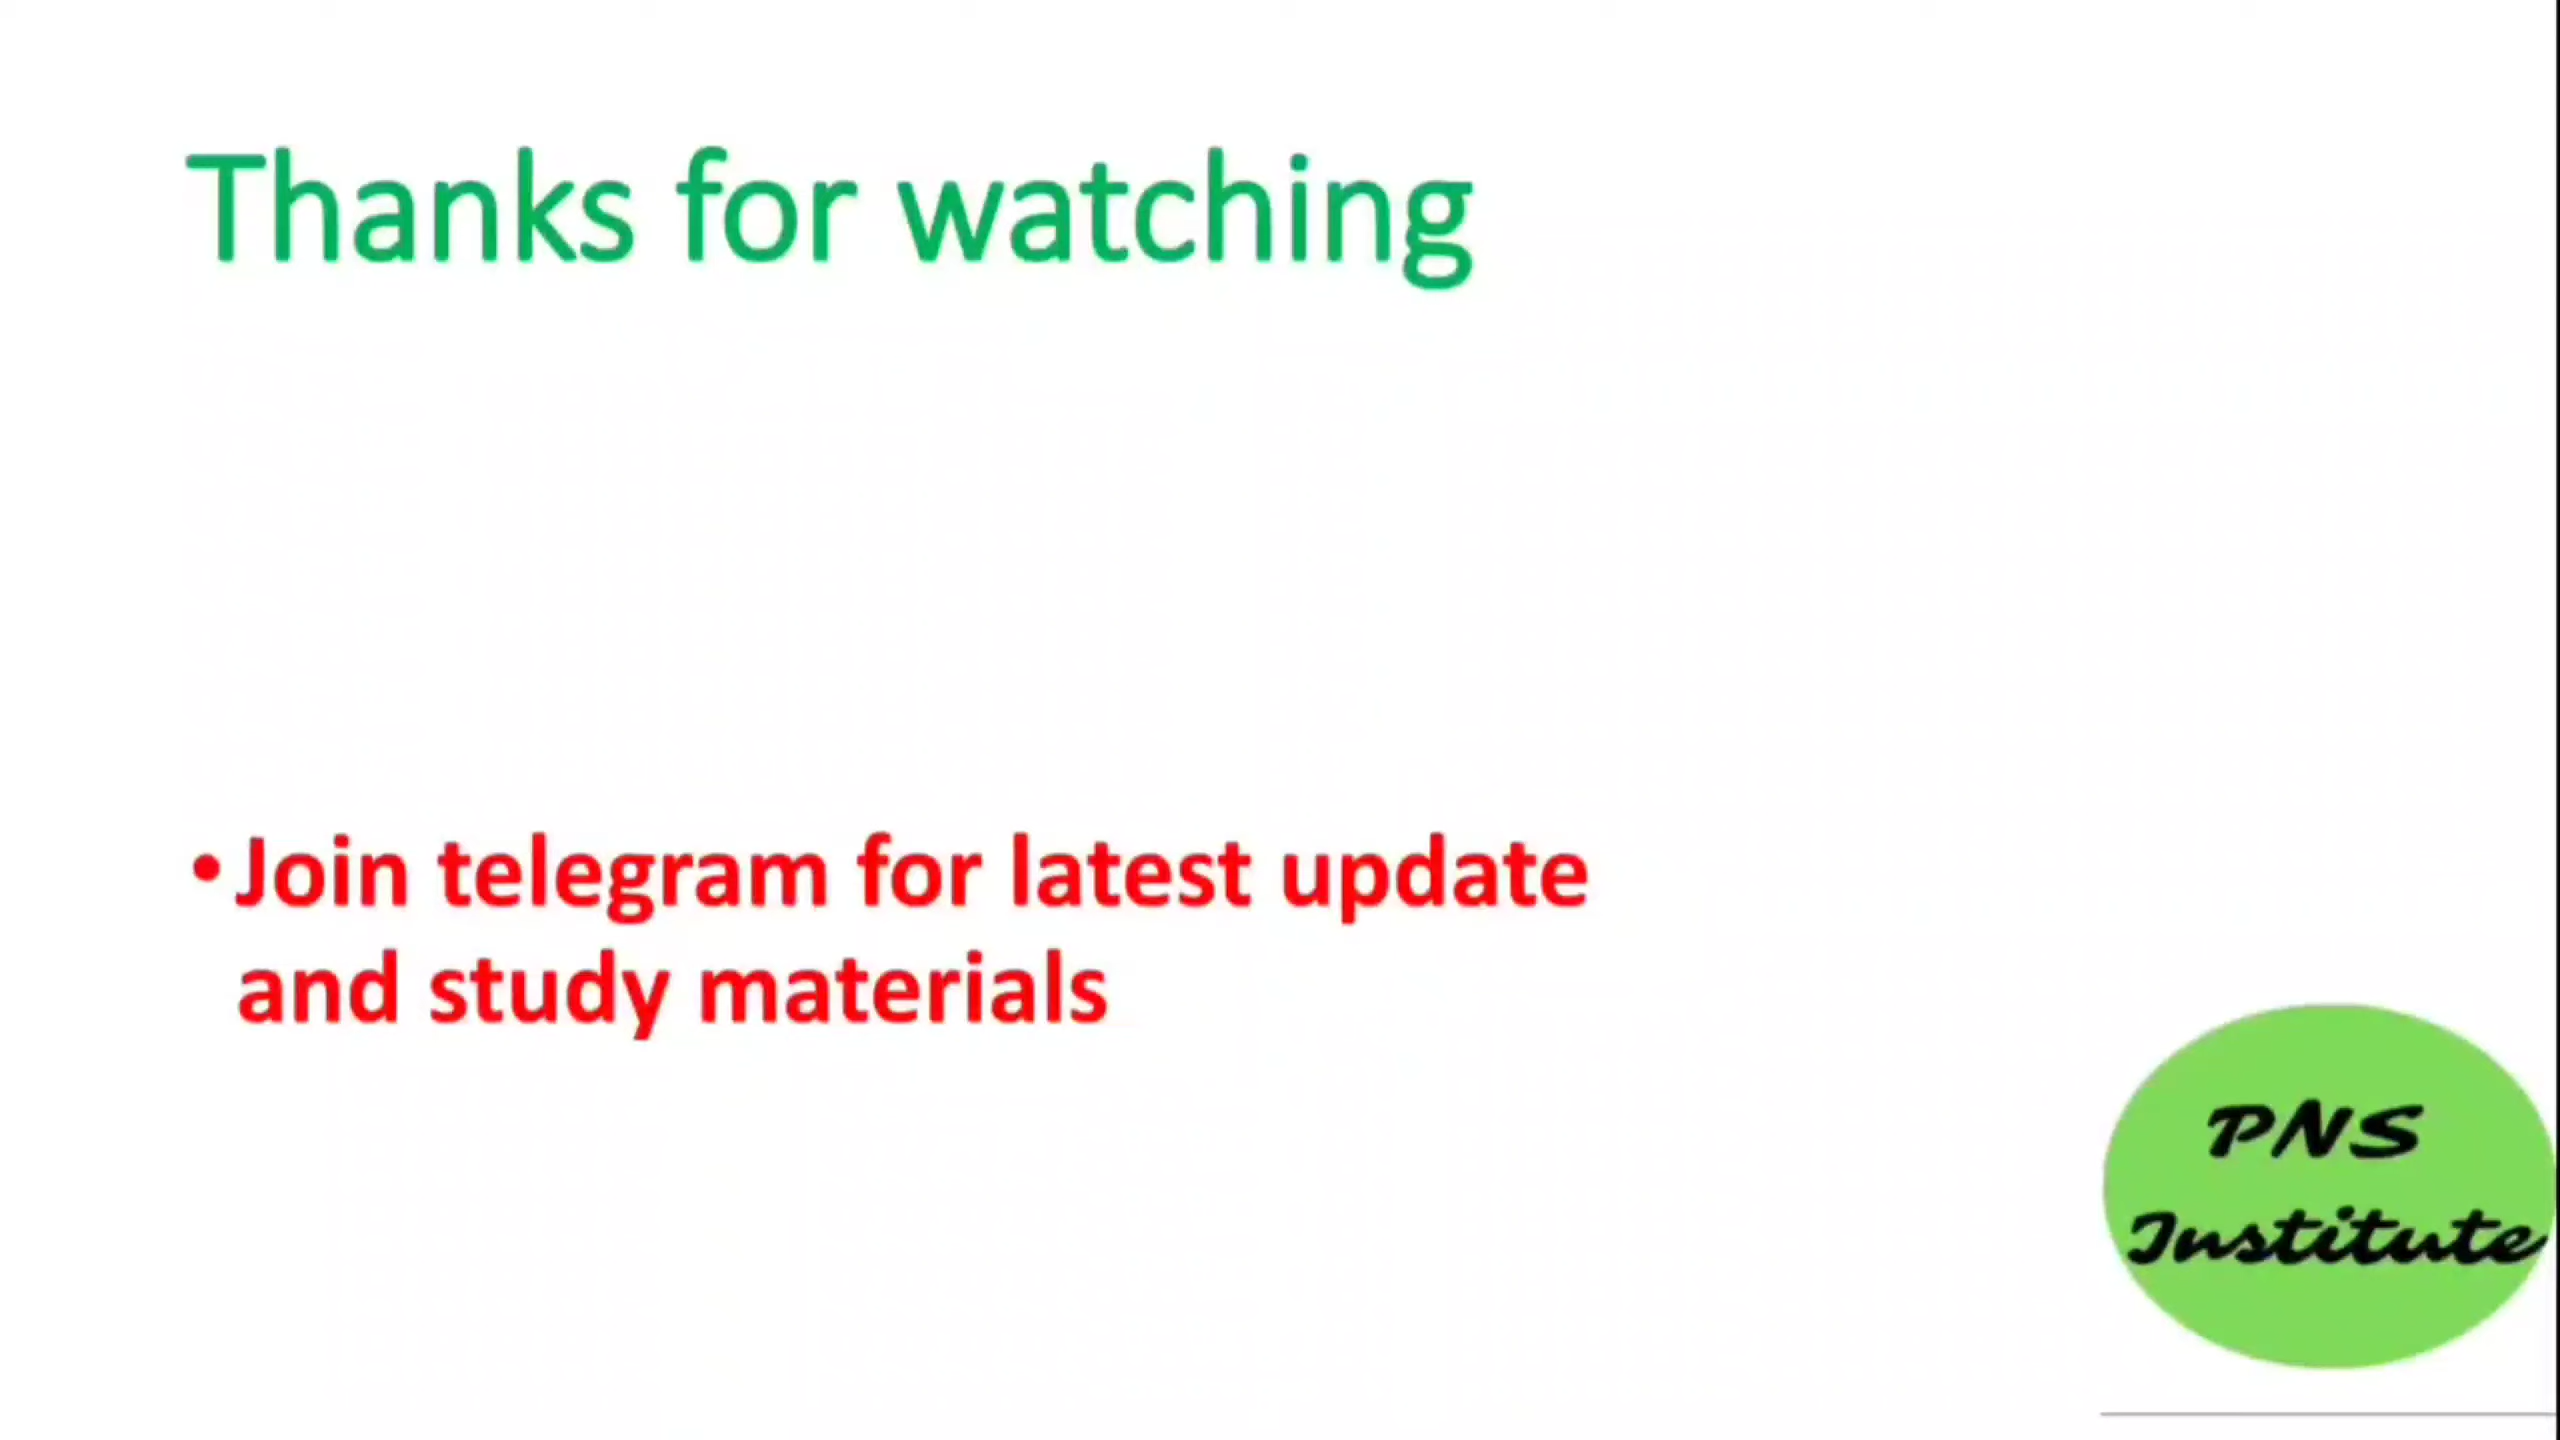 Thanks for watching
• Join telegram for latest update
and study materials
PNS
Institute